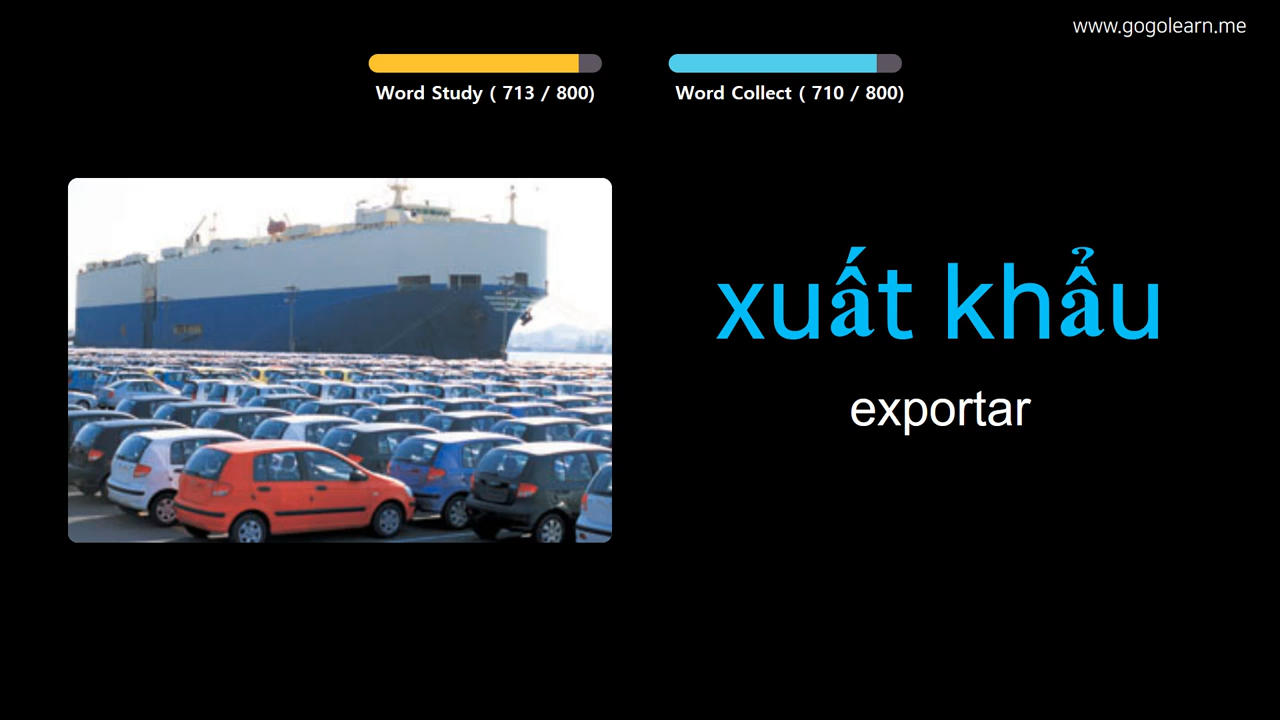 www.gogolearn.me
Word Study ( 713 / 800)
Word Collect ( 710 / 800)
xuất khẩu
exportar